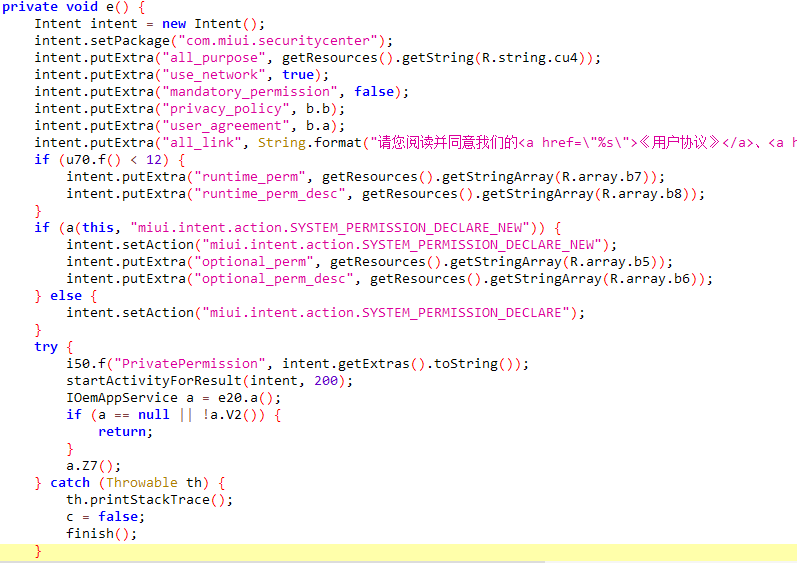 private void e() {
    Intent intent = new Intent();
    intent.setPackage("com.miui.securitycenter");
    intent.putExtra("all_purpose", getResources().getString(R.string.cu4));
    intent.putExtra("use_network", true);
    intent.putExtra("mandatory_permission", false);
    intent.putExtra("privacy_policy", b.b);
    intent.putExtra("user_agreement", b.a);
    intent.putExtra("all_link", String.format("请您阅读并同意我们的<a href=\"%s\">《用户协议》</a>、<a h
    if (u70.f() < 12) {
        intent.putExtra("runtime_perm", getResources().getStringArray(R.array.b7));
        intent.putExtra("runtime_perm_desc", getResources().getStringArray(R.array.b8));
    }
    if (a(this, "miui.intent.action.SYSTEM_PERMISSION_DECLARE_NEW")) {
        intent.setAction("miui.intent.action.SYSTEM_PERMISSION_DECLARE_NEW");
        intent.putExtra("optional_perm", getResources().getStringArray(R.array.b5));
        intent.putExtra("optional_perm_desc", getResources().getStringArray(R.array.b6));
    } else {
        intent.setAction("miui.intent.action.SYSTEM_PERMISSION_DECLARE");
    }
    try {
        i50.f("PrivatePermission", intent.getExtras().toString());
        startActivityForResult(intent, 200);
        IOemAppService a = e20.a();
        if (a == null || !a.V2()) {
            return;
        }
        a.Z7();
    } catch (Throwable th) {
        th.printStackTrace();
        c = false;
        finish();
    }